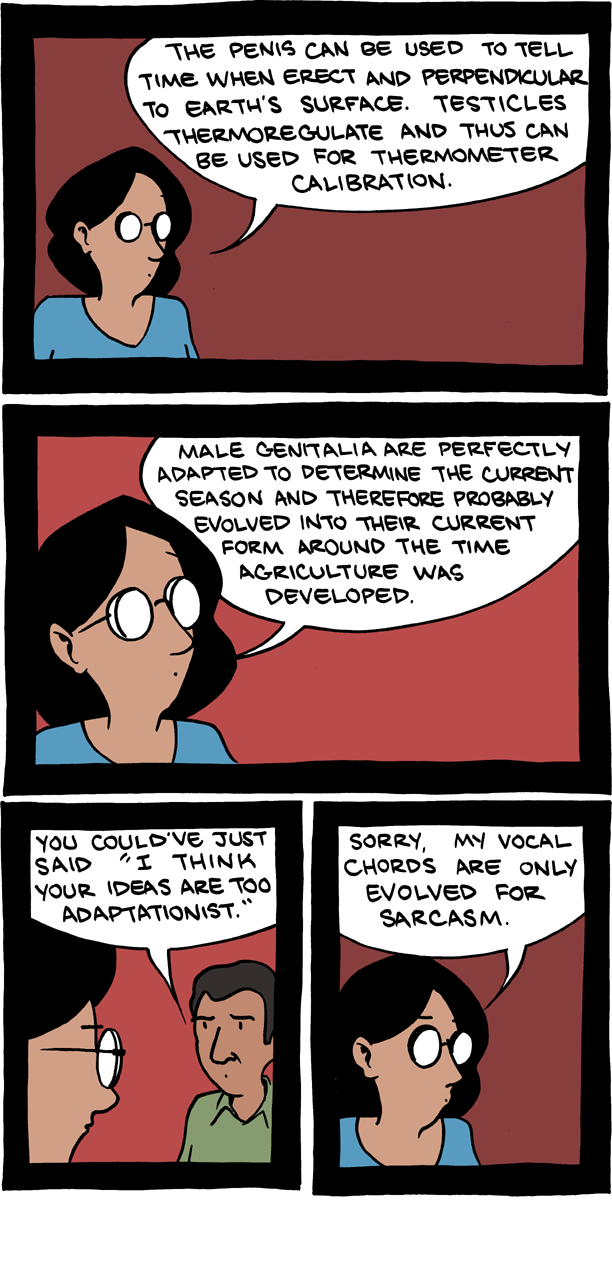 THE PENIS CAN BE USED TO TELL
TIME WHEN ERECT AND PERPENDICULAR
TO EARTH'S SURFACE. TESTICLES
THERMOREGULATE AND THUS CAN
BE USED FOR THERMOMETER
CALIBRATION.
MALE GENITALIA ARE PERFECTLY
ADAPTED TO DETERMINE THE CURRENT
SEASON AND THEREFORE PROBABLY
EVOLVED INTO THEIR CURRENT
FORM AROUND THE TIME
AGRICULTURE WAS
DEVELOPED.
YOU COULD'VE JUST
SAID "I THINK
YOUR IDEAS ARE TOO
ADAPTATIONIST."
SORRY, MY VOCAL
CHORDS ARE ONLY
EVOLVED FOR
SARCASM.